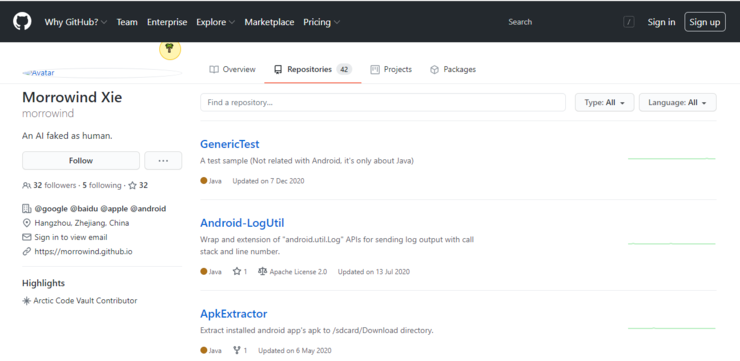 Why GitHub? Team Enterprise Explore Marketplace Pricing Search / Sign in Sign up
Avatar
Overview Repositories 42 Projects Packages
Morrowind Xie
morrowind
An AI faked as human.
Follow ...
32 followers · 5 following · 32
@google @baidu @apple @android
Hangzhou, Zhejiang, China
Sign in to view email
https://morrowind.github.io
Highlights
Arctic Code Vault Contributor
Find a repository... Type: All Language: All
GenericTest
A test sample (Not related with Android, it's only about Java)
Java Updated on 7 Dec 2020
Android-LogUtil
Wrap and extension of "android.util.Log" APIs for sending log output with call
stack and line number.
Java 1 Apache License 2.0 Updated on 13 Jul 2020
ApkExtractor
Extract installed android app's apk to /sdcard/Download directory.
Java 1 Updated on 6 May 2020